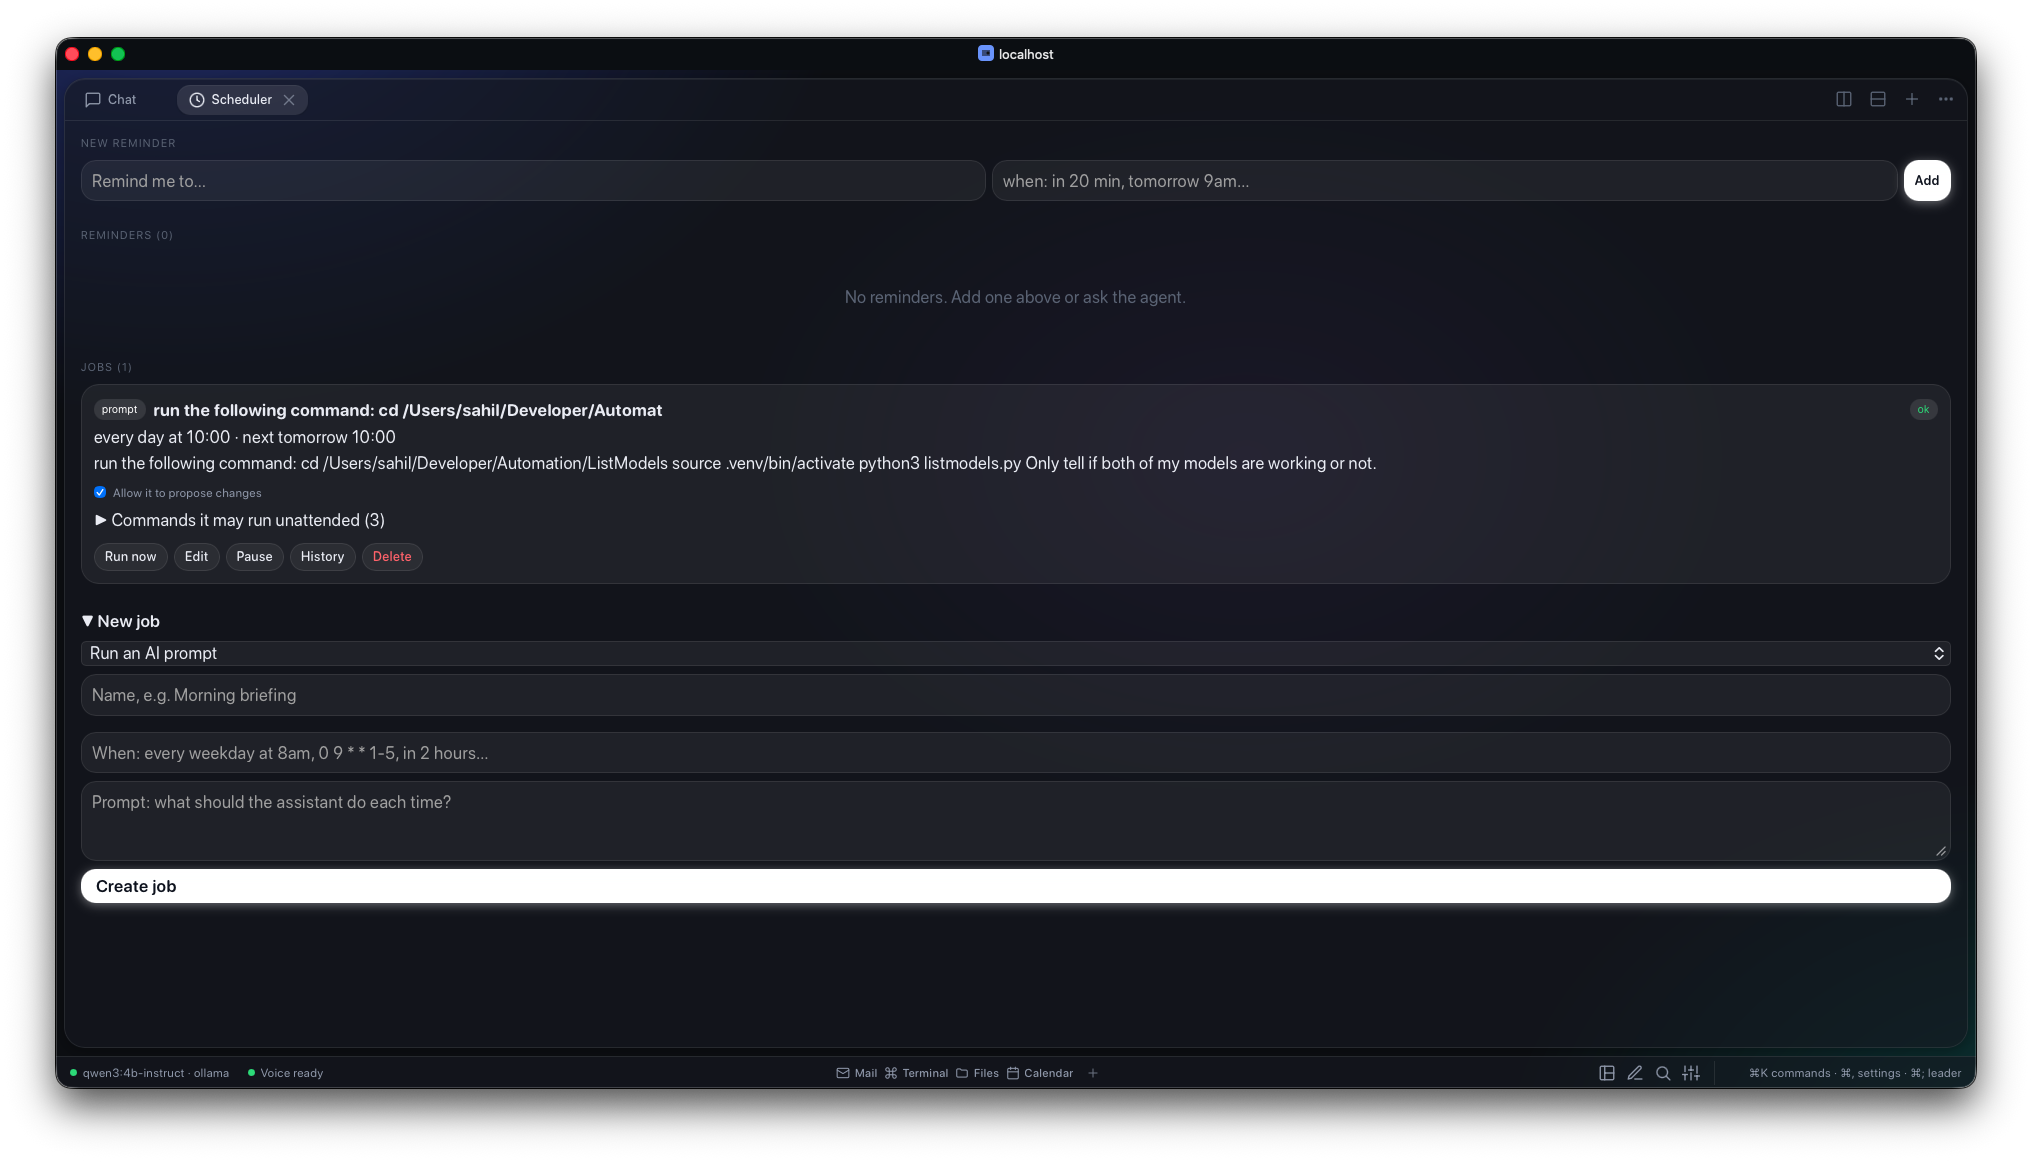 localhost
Chat
Scheduler
NEW REMINDER
Remind me to...
when: in 20 min, tomorrow 9am...
Add
REMINDERS (0)
No reminders. Add one above or ask the agent.
JOBS (1)
prompt run the following command: cd /Users/sahil/Developer/Automat
ok
every day at 10:00 · next tomorrow 10:00
run the following command: cd /Users/sahil/Developer/Automation/ListModels source .venv/bin/activate python3 listmodels.py Only tell if both of my models are working or not.
Allow it to propose changes
Commands it may run unattended (3)
Run now Edit Pause History Delete
New job
Run an AI prompt
Name, e.g. Morning briefing
When: every weekday at 8am, 0 9 * * 1-5, in 2 hours...
Prompt: what should the assistant do each time?
Create job
qwen3:4b-instruct · ollama Voice ready Mail Terminal Files Calendar ⌘K commands · ⌘, settings · ⌘; leader